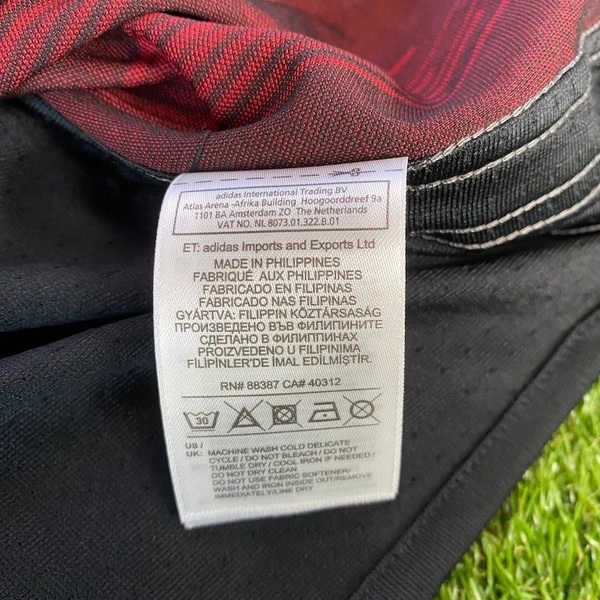 adidas International Trading BV
Atlas Arena -Afrika Building Hoogoorddreef 9a
1101 BA Amsterdam ZO The Netherlands
VAT NO. NL 8073.01.322.B.01
ET: adidas Imports and Exports Ltd
MADE IN PHILIPPINES
FABRIQUÉ AUX PHILIPPINES
FABRICADO EN FILIPINAS
FABRICADO NAS FILIPINAS
GYÁRTVA: FILIPPIN KÖZTÁRSASÁG
ПРОИЗВЕДЕНО ВЪВ ФИЛИПИНИТЕ
СДЕЛАНО В ФИЛИППИНАХ
PROIZVEDENO U FILIPINIMA
FİLİPİNLER'DE İMAL EDİLMİŞTİR.
RN# 88387 CA# 40312
30
US /
UK: MACHINE WASH COLD DELICATE
CYCLE / DO NOT BLEACH / DO NOT
TUMBLE DRY / COOL IRON IF NEEDED /
DO NOT DRY CLEAN
DO NOT USE FABRIC SOFTENER/
WASH AND IRON INSIDE OUT/REMOVE
IMMEDIATELY/LINE DRY